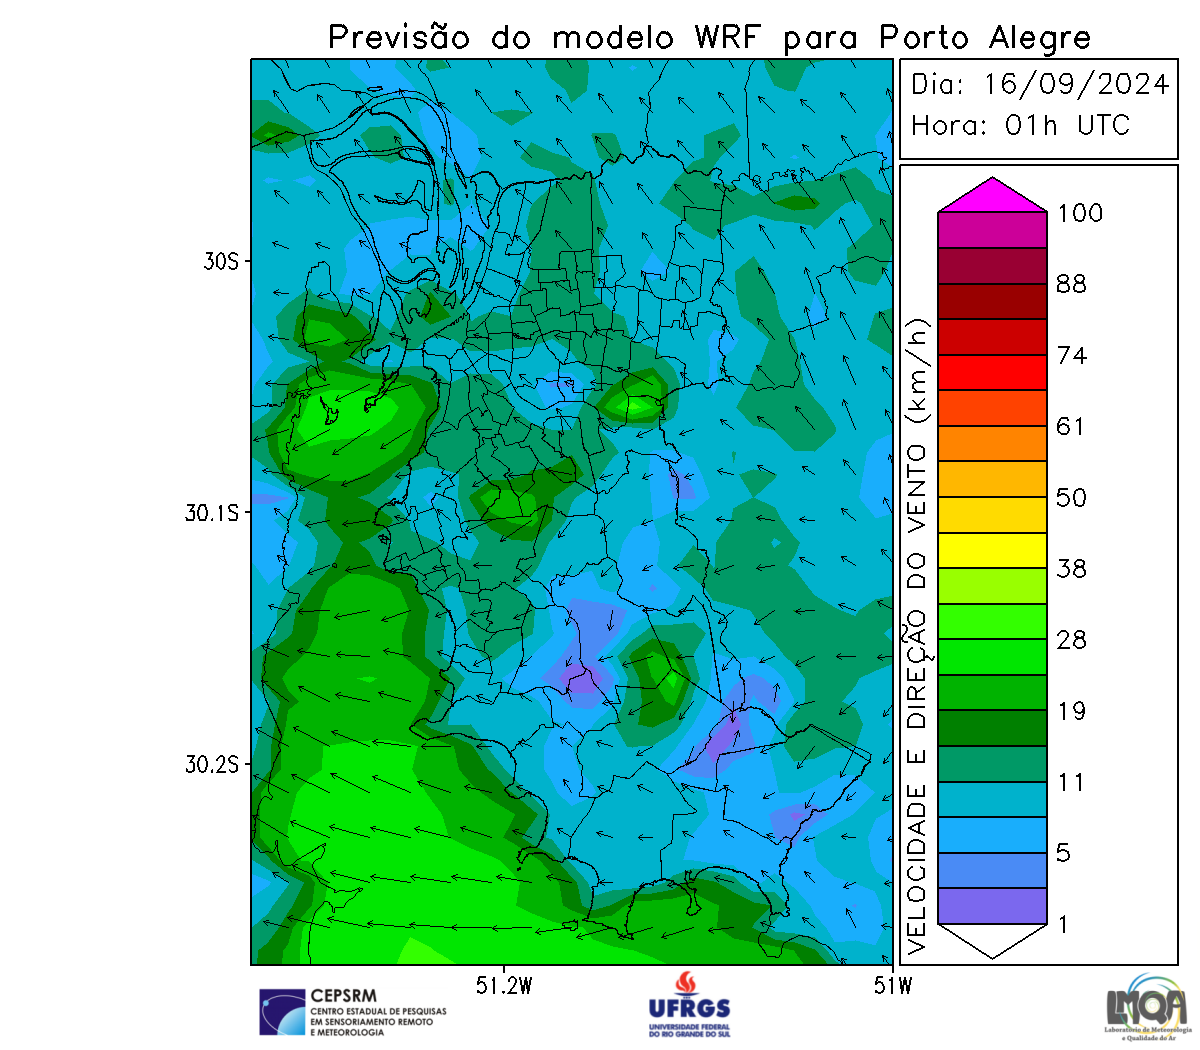 Previsão do modelo WRF para Porto Alegre
Dia: 16/09/2024
Hora: 01h UTC
30S
30.1S
30.2S
51.2W
51W
VELOCIDADE E DIREÇÃO DO VENTO (km/h)
100
88
74
61
50
38
28
19
11
5
1
CEPSRM
CENTRO ESTADUAL DE PESQUISAS
EM SENSORIAMENTO REMOTO
E METEOROLOGIA
UFRGS
UNIVERSIDADE FEDERAL
DO RIO GRANDE DO SUL
LMQA
Laboratório de Meteorologia
e Qualidade do Ar